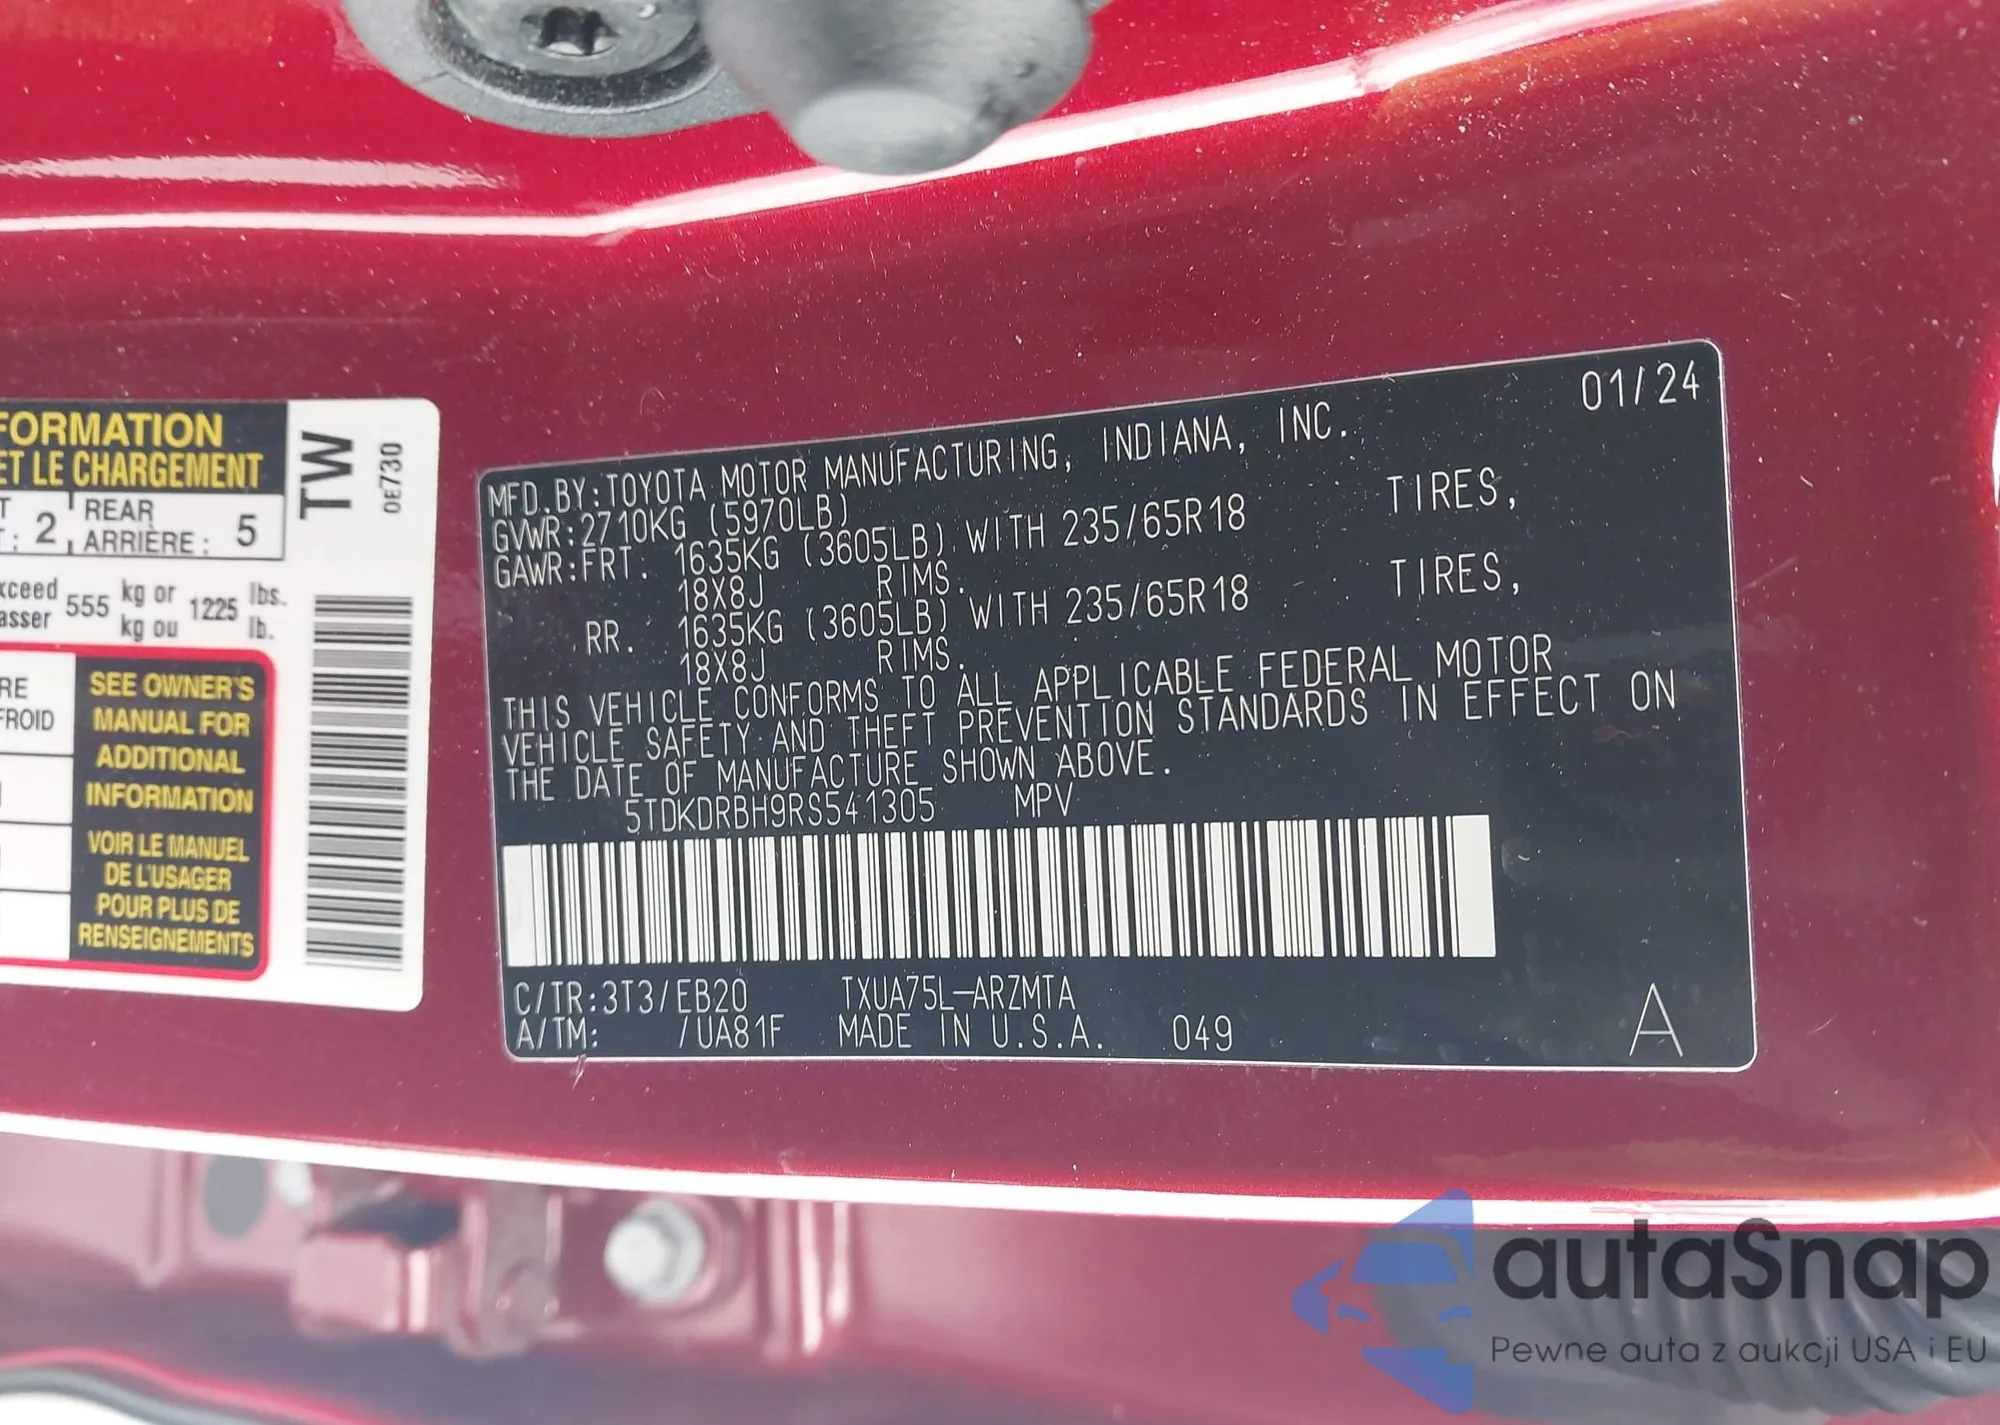 FORMATION
ET LE CHARGEMENT
T 2 REAR 5
T: ARRIÈRE :
xceed 555 kg or 1225 lbs.
asser kg ou lb.
RE
FROID
SEE OWNER'S
MANUAL FOR
ADDITIONAL
INFORMATION
VOIR LE MANUEL
DE L'USAGER
POUR PLUS DE
RENSEIGNEMENTS
TW
0E730
01/24
MFD.BY:TOYOTA MOTOR MANUFACTURING, INDIANA, INC.
GVWR:2710KG (5970LB)
GAWR:FRT. 1635KG (3605LB) WITH 235/65R18 TIRES,
18X8J RIMS.
RR. 1635KG (3605LB) WITH 235/65R18 TIRES,
18X8J RIMS.
THIS VEHICLE CONFORMS TO ALL APPLICABLE FEDERAL MOTOR
VEHICLE SAFETY AND THEFT PREVENTION STANDARDS IN EFFECT ON
THE DATE OF MANUFACTURE SHOWN ABOVE.
5TDKDRBH9RS541305 MPV
C/TR:3T3/EB20 TXUA75L-ARZMTA
A/TM: /UA81F MADE IN U.S.A. 049
A
autaSnap
Pewne auta z aukcji USA i EU